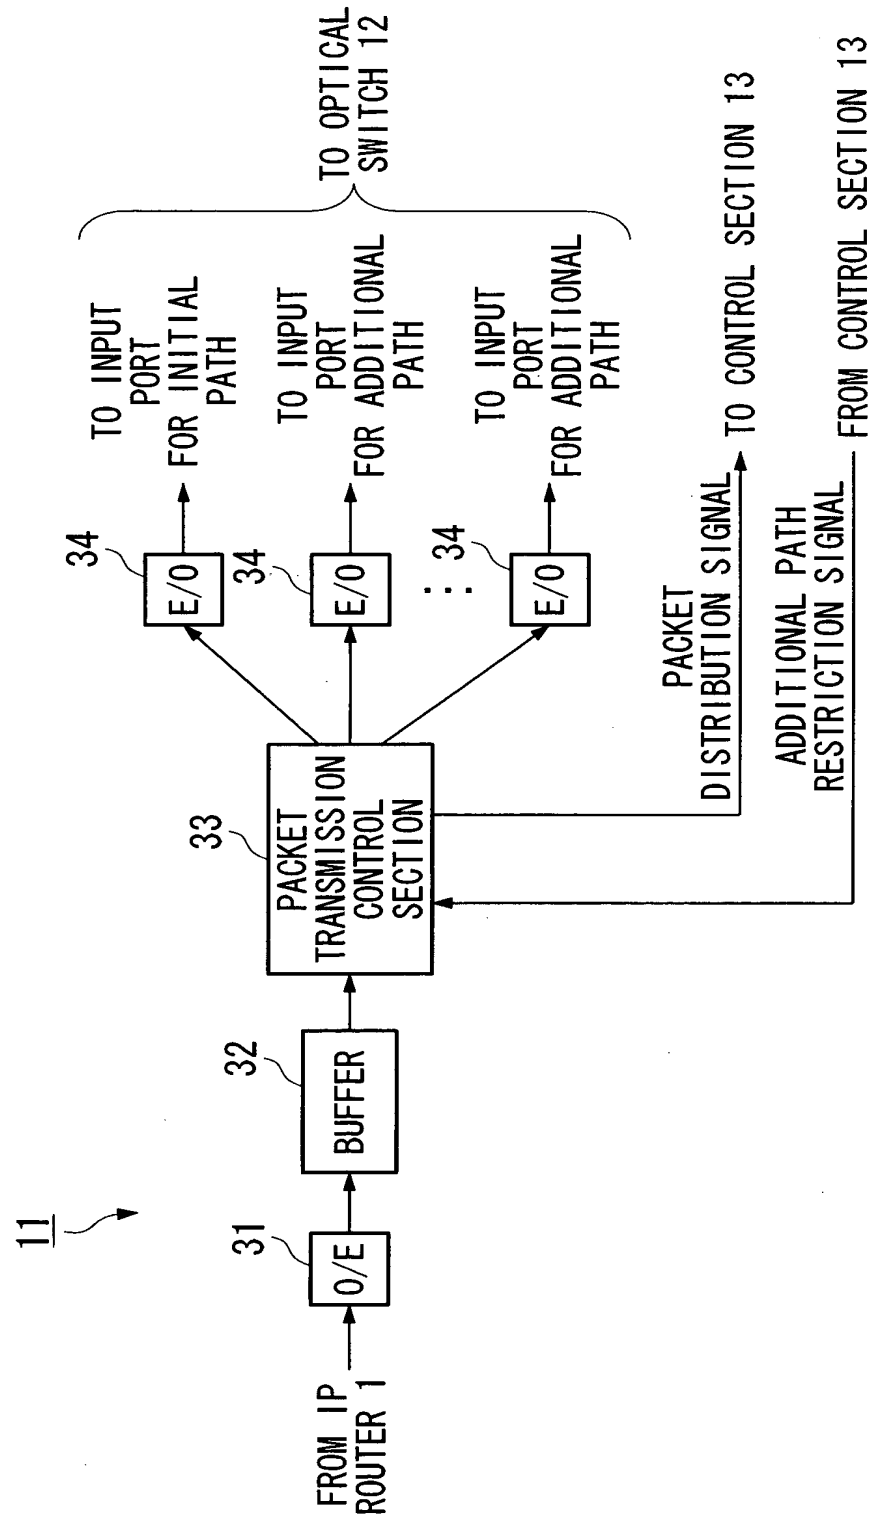 11
FROM IP
ROUTER 1
31
O/E
32
BUFFER
33
PACKET
TRANSMISSION
CONTROL
SECTION
34
E/O
34
E/O
34
E/O
TO INPUT
PORT
FOR INITIAL
PATH
TO INPUT
PORT
FOR ADDITIONAL
PATH
TO INPUT
PORT
FOR ADDITIONAL
PATH
TO OPTICAL
SWITCH 12
PACKET
DISTRIBUTION SIGNAL
TO CONTROL SECTION 13
ADDITIONAL PATH
RESTRICTION SIGNAL
FROM CONTROL SECTION 13